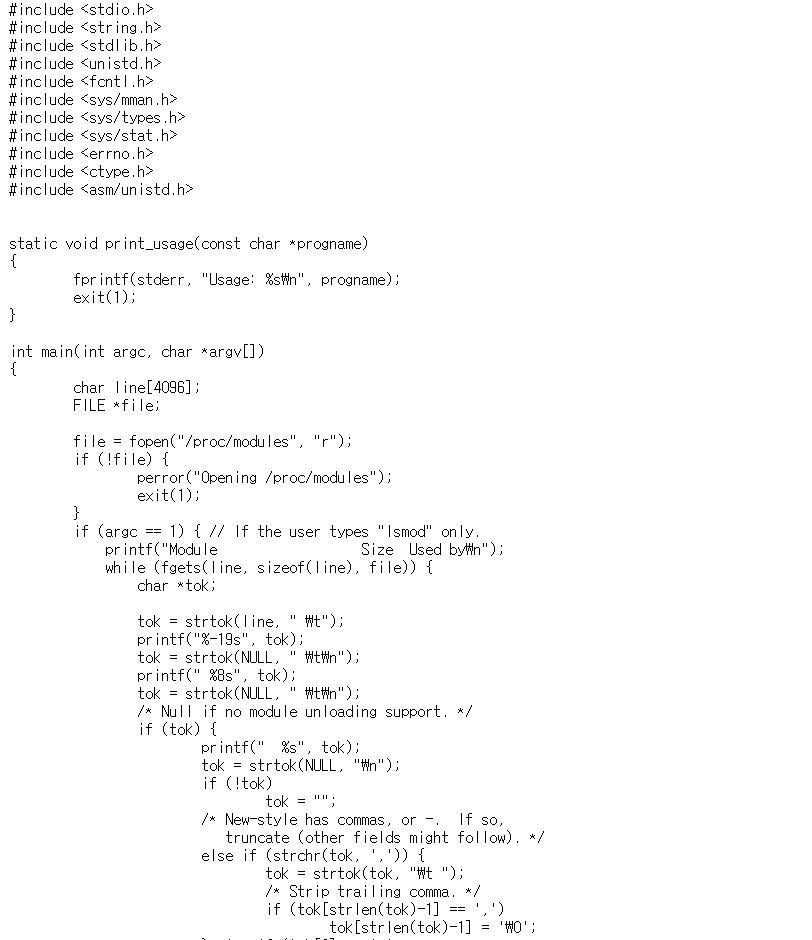 #include <stdio.h>
#include <string.h>
#include <stdlib.h>
#include <unistd.h>
#include <fcntl.h>
#include <sys/mman.h>
#include <sys/types.h>
#include <sys/stat.h>
#include <errno.h>
#include <ctype.h>
#include <asm/unistd.h>
static void print_usage(const char *progname)
{
fprintf(stderr, "Usage: %s₩n", progname);
exit(1);
}
int main(int argc, char *argv[])
{
char line[4096];
FILE *file;
file = fopen("/proc/modules", "r");
if (!file) {
perror("Opening /proc/modules");
exit(1);
}
if (argc == 1) { // If the user types "lsmod" only.
printf("Module                  Size  Used by₩n");
while (fgets(line, sizeof(line), file)) {
char *tok;
tok = strtok(line, " ₩t");
printf("%-19s", tok);
tok = strtok(NULL, " ₩t₩n");
printf(" %8s", tok);
tok = strtok(NULL, " ₩t₩n");
/* Null if no module unloading support. */
if (tok) {
printf("  %s", tok);
tok = strtok(NULL, "₩n");
if (!tok)
tok = "";
/* New-style has commas, or -.  If so,
truncate (other fields might follow). */
else if (strchr(tok, ',')) {
tok = strtok(tok, "₩t ");
/* Strip trailing comma. */
if (tok[strlen(tok)-1] == ',')
tok[strlen(tok)-1] = '₩0';